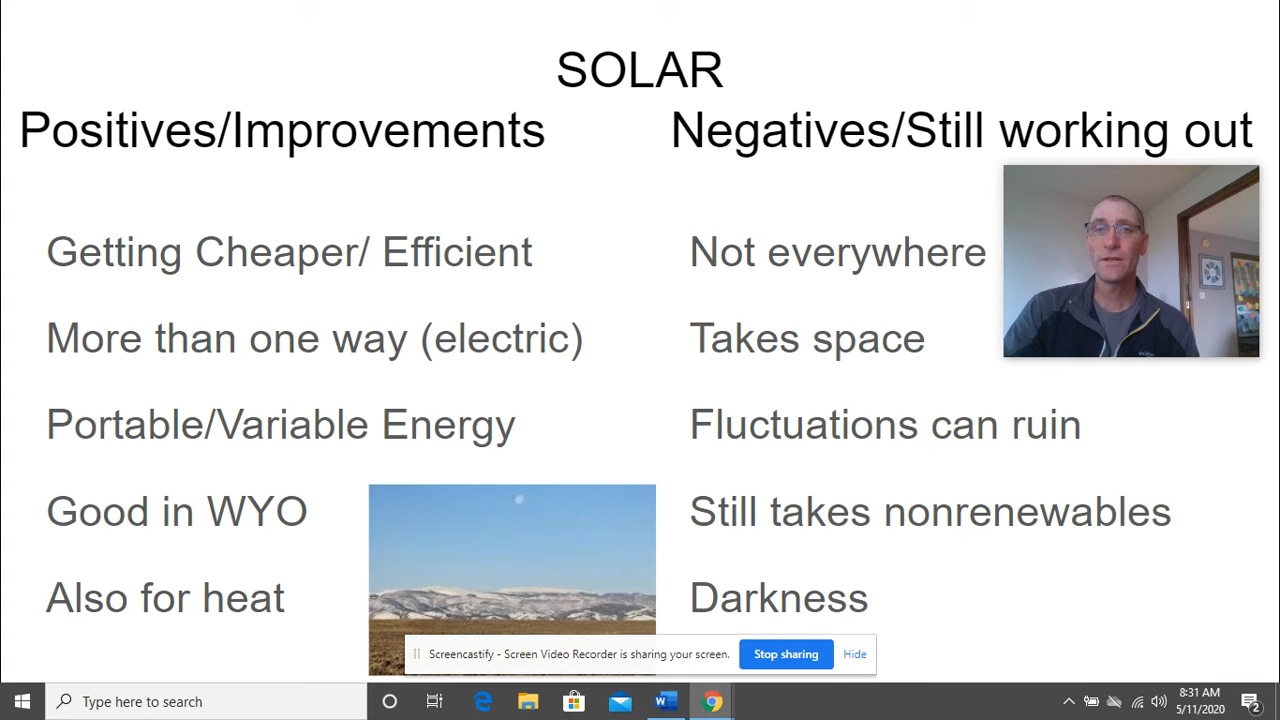 SOLAR
Positives/Improvements
Getting Cheaper/ Efficient
More than one way (electric)
Portable/Variable Energy
Good in WYO
Also for heat
Negatives/Still working out
Not everywhere
Takes space
Fluctuations can ruin
Still takes nonrenewables
Darkness
Screencastify - Screen Video Recorder is sharing your screen.
Stop sharing
Hide
Type here to search
8:31 AM
5/11/2020
2